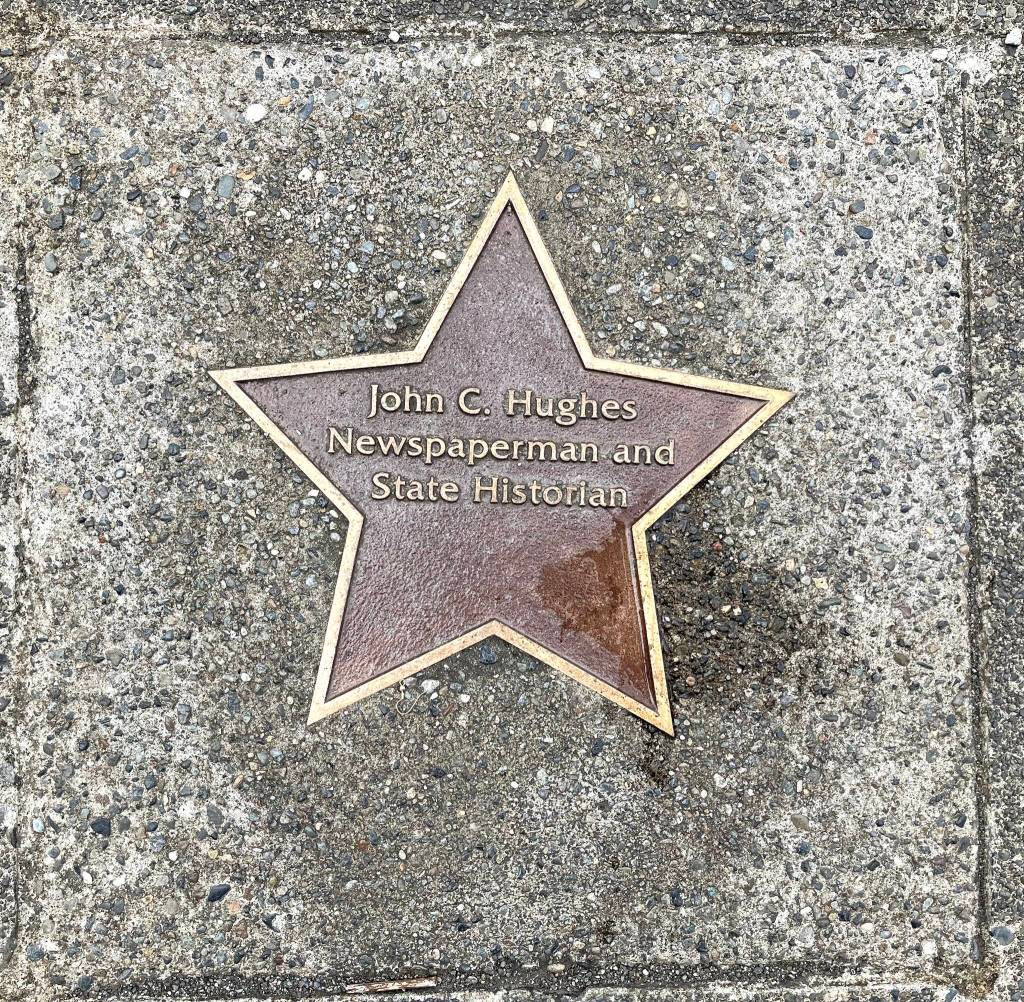 John C. Hughes
Newspaperman and
State Historian